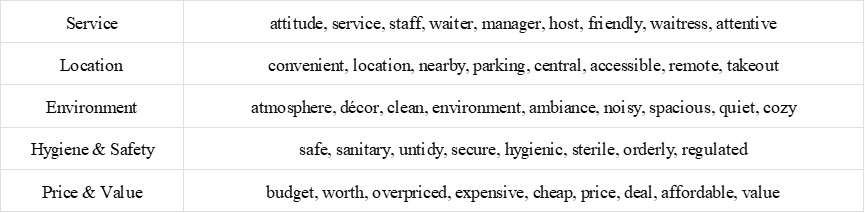 Service attitude, service, staff, waiter, manager, host, friendly, waitress, attentive
Location convenient, location, nearby, parking, central, accessible, remote, takeout
Environment atmosphere, décor, clean, environment, ambiance, noisy, spacious, quiet, cozy
Hygiene & Safety safe, sanitary, untidy, secure, hygienic, sterile, orderly, regulated
Price & Value budget, worth, overpriced, expensive, cheap, price, deal, affordable, value